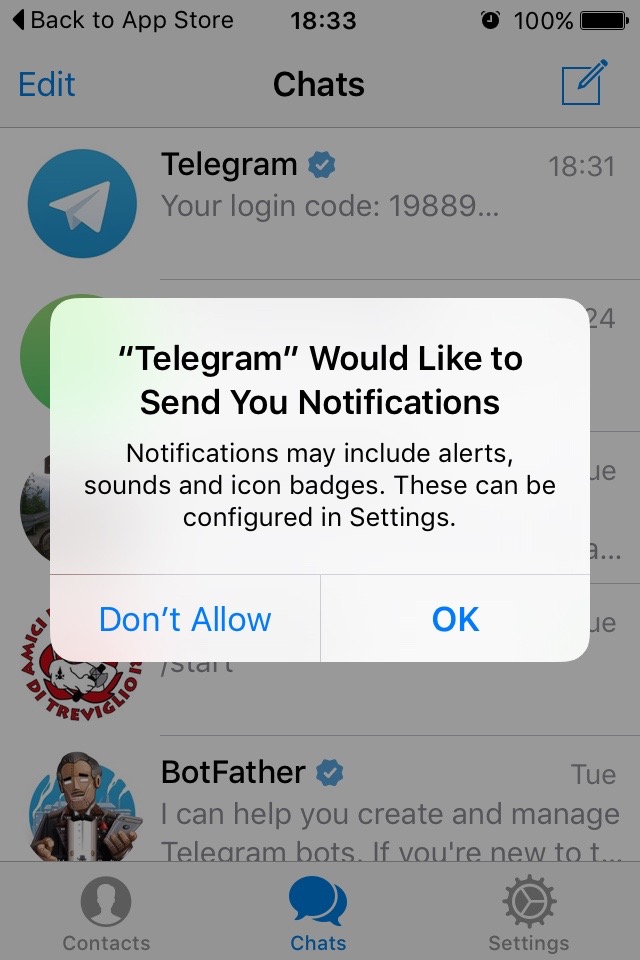 Back to App Store 18:33 100%
Edit Chats
Telegram 18:31
Your login code: 19889...
24
“Telegram” Would Like to
Send You Notifications
Notifications may include alerts,
sounds and icon badges. These can be
configured in Settings.
ue
a...
Don’t Allow OK
ue
/start
AMICI
DI TREVIGLIO
BotFather Tue
I can help you create and manage
Telegram bots. If you're new to t...
Contacts Chats Settings